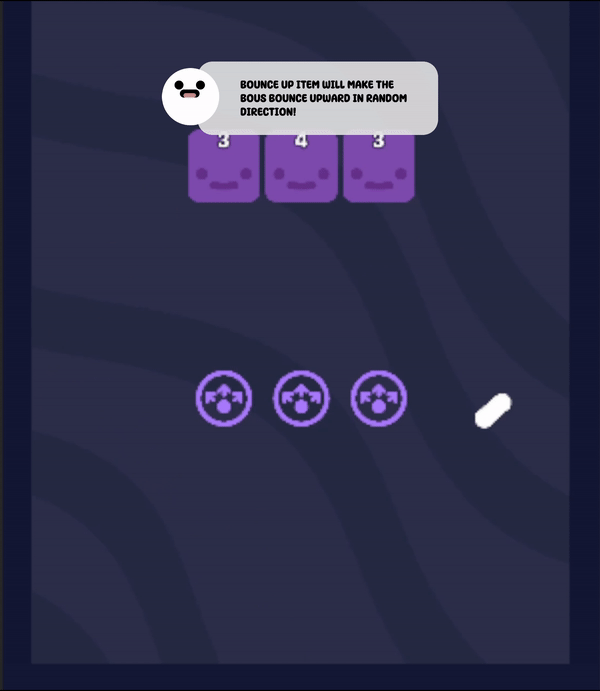 BOUNCE UP ITEM WILL MAKE THE
BOUS BOUNCE UPWARD IN RANDOM
DIRECTION!
3 4 3